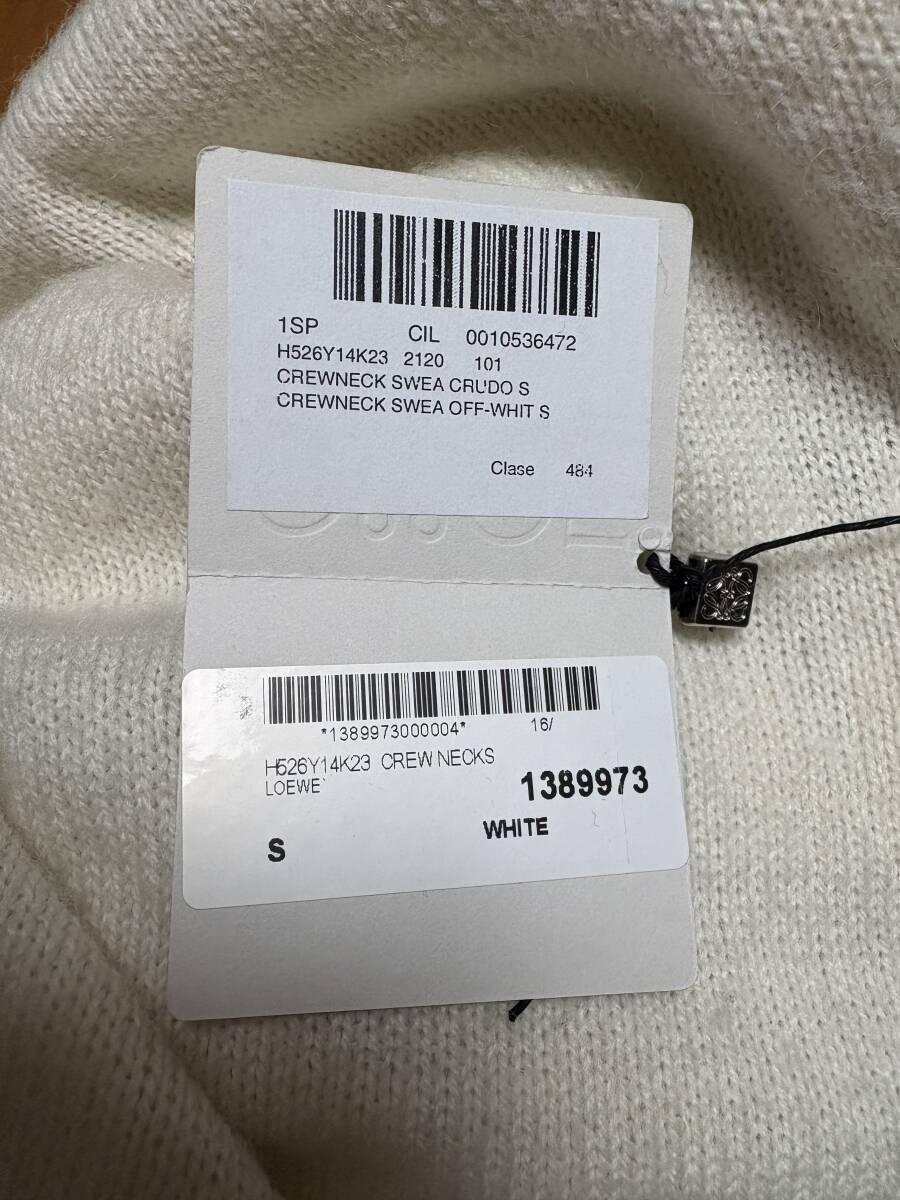 1SP CIL 0010536472
H526Y14K23 2120 101
CREWNECK SWEA CRUDO S
CREWNECK SWEA OFF-WHIT S
Clase 484
*1389973000004* 16/
H526Y14K23 CREW NECKS
LOEWE
1389973
WHITE
S